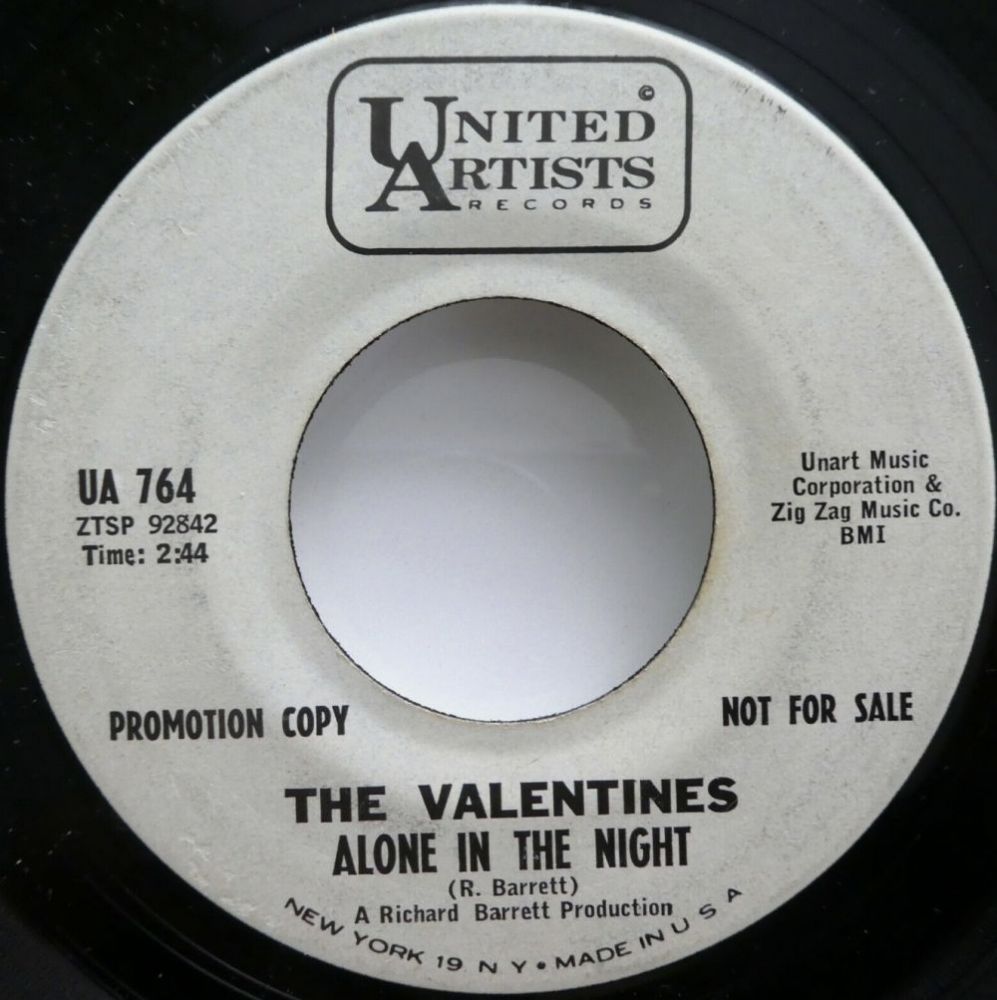 UNITED ©
ARTISTS
RECORDS
UA 764
ZTSP 92842
Time: 2:44
Unart Music
Corporation &
Zig Zag Music Co.
BMI
PROMOTION COPY
NOT FOR SALE
THE VALENTINES
ALONE IN THE NIGHT
(R. Barrett)
A Richard Barrett Production
NEW YORK 19 N Y • MADE IN U S A